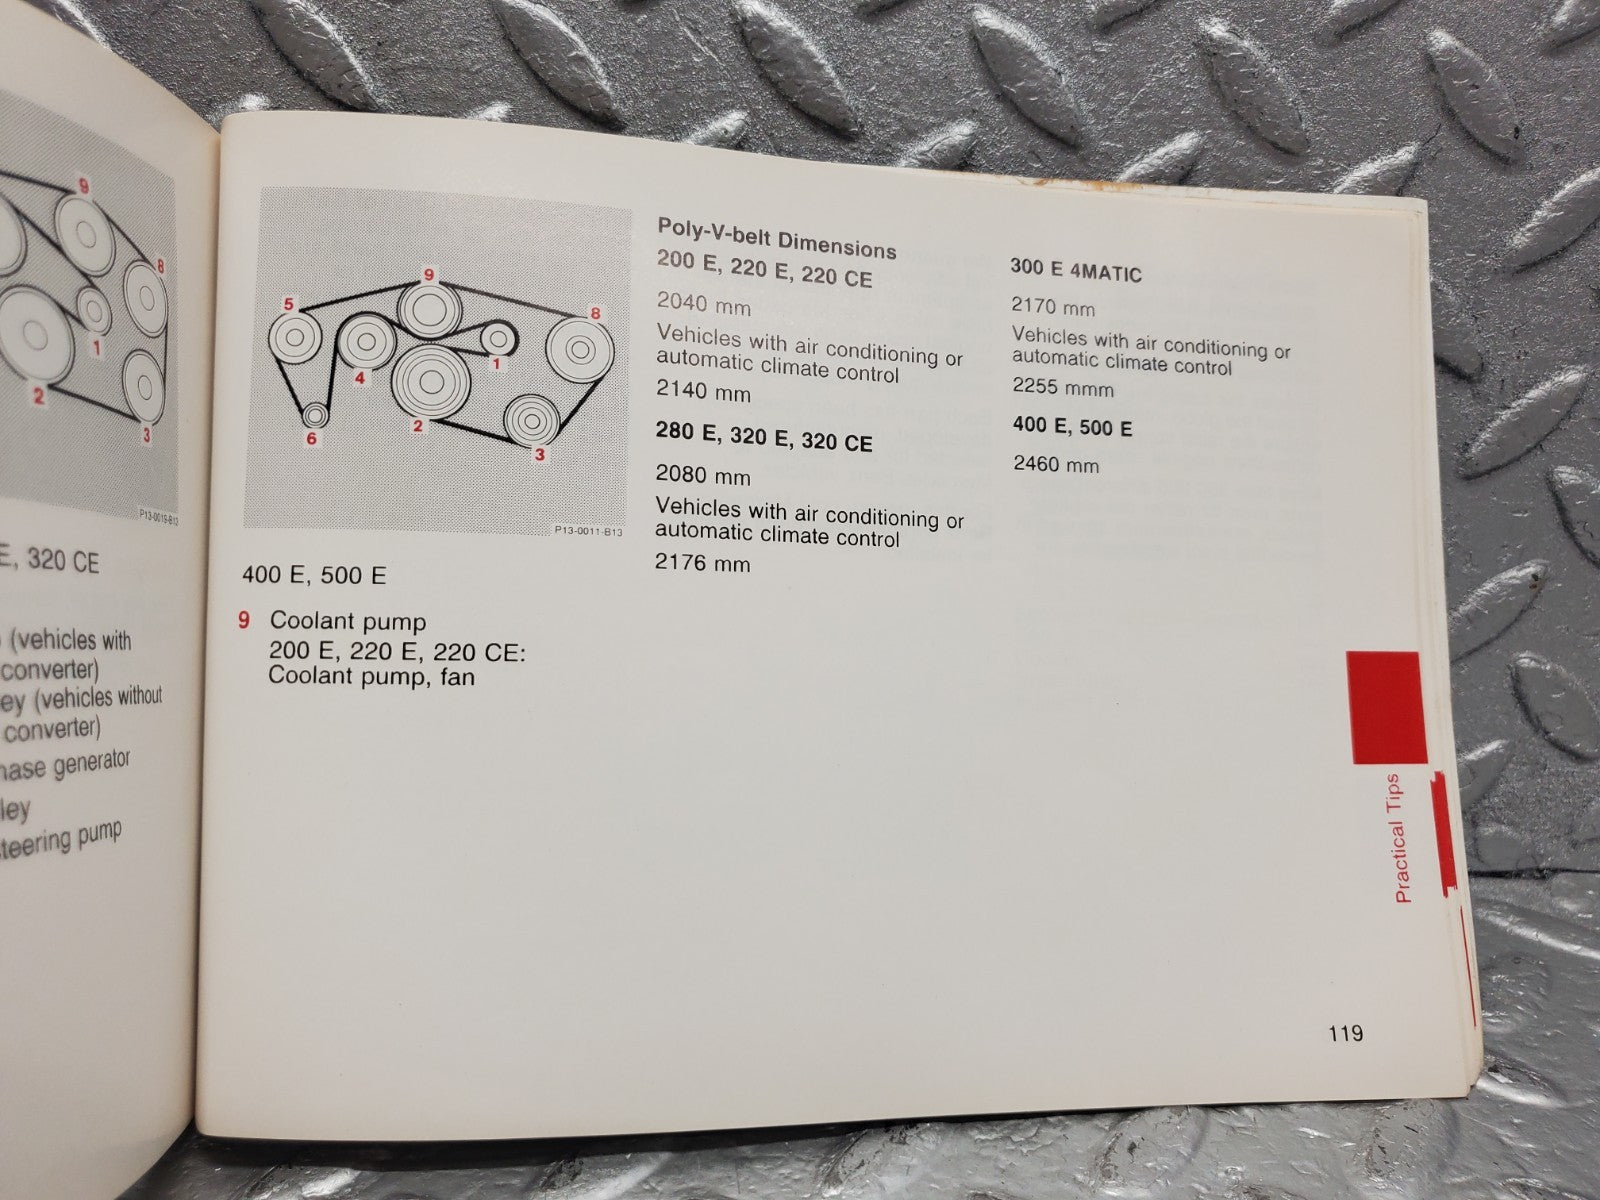 9
8
1
2
3
P13-0019-B13
E, 320 CE
(vehicles with
converter)
ey (vehicles without
converter)
hase generator
ley
teering pump
9
5
8
4
1
2
6
3
P13-0011-B13
400 E, 500 E
9 Coolant pump
200 E, 220 E, 220 CE:
Coolant pump, fan
Poly-V-belt Dimensions
200 E, 220 E, 220 CE
2040 mm
Vehicles with air conditioning or
automatic climate control
2140 mm
280 E, 320 E, 320 CE
2080 mm
Vehicles with air conditioning or
automatic climate control
2176 mm
300 E 4MATIC
2170 mm
Vehicles with air conditioning or
automatic climate control
2255 mmm
400 E, 500 E
2460 mm
Practical Tips
119